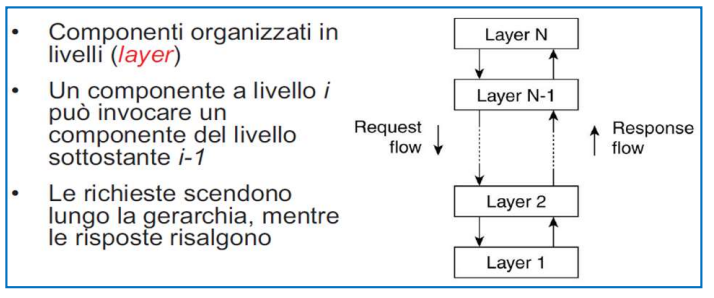 • Componenti organizzati in
livelli (layer)
• Un componente a livello i
può invocare un
componente del livello
sottostante i-1
• Le richieste scendono
lungo la gerarchia, mentre
le risposte risalgono
Layer N
Layer N-1
Request
flow
Response
flow
Layer 2
Layer 1